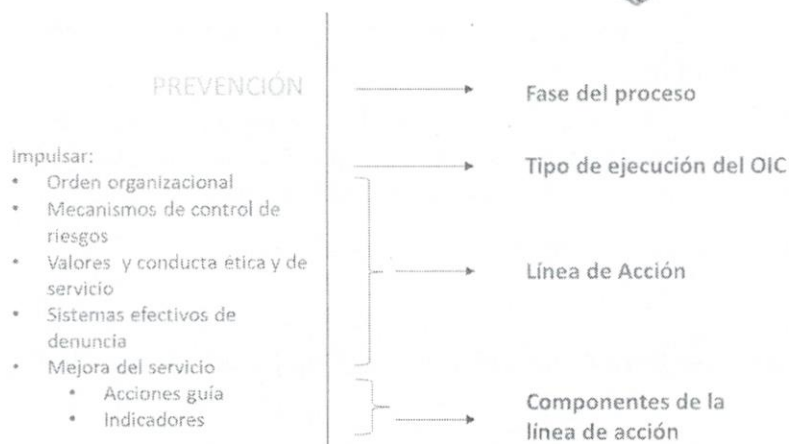 PREVENCIÓN
Fase del proceso
Impulsar:
Tipo de ejecución del OIC
• Orden organizacional
• Mecanismos de control de
riesgos
• Valores y conducta ética y de
servicio
Línea de Acción
• Sistemas efectivos de
denuncia
• Mejora del servicio
• Acciones guía
• Indicadores
Componentes de la
línea de acción